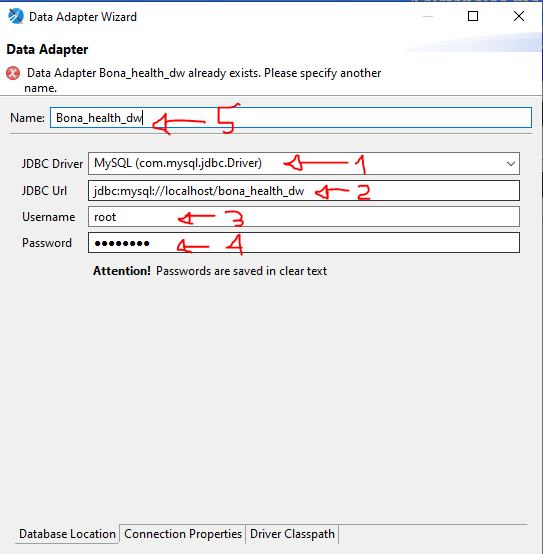 Data Adapter Wizard
Data Adapter
Data Adapter Bona_health_dw already exists. Please specify another
name.
Name: Bona_health_dw 5
JDBC Driver MySQL (com.mysql.jdbc.Driver) 1
JDBC Url jdbc:mysql://localhost/bona_health_dw 2
Username root 3
Password ●●●●●●●● 4
Attention! Passwords are saved in clear text
Database Location Connection Properties Driver Classpath